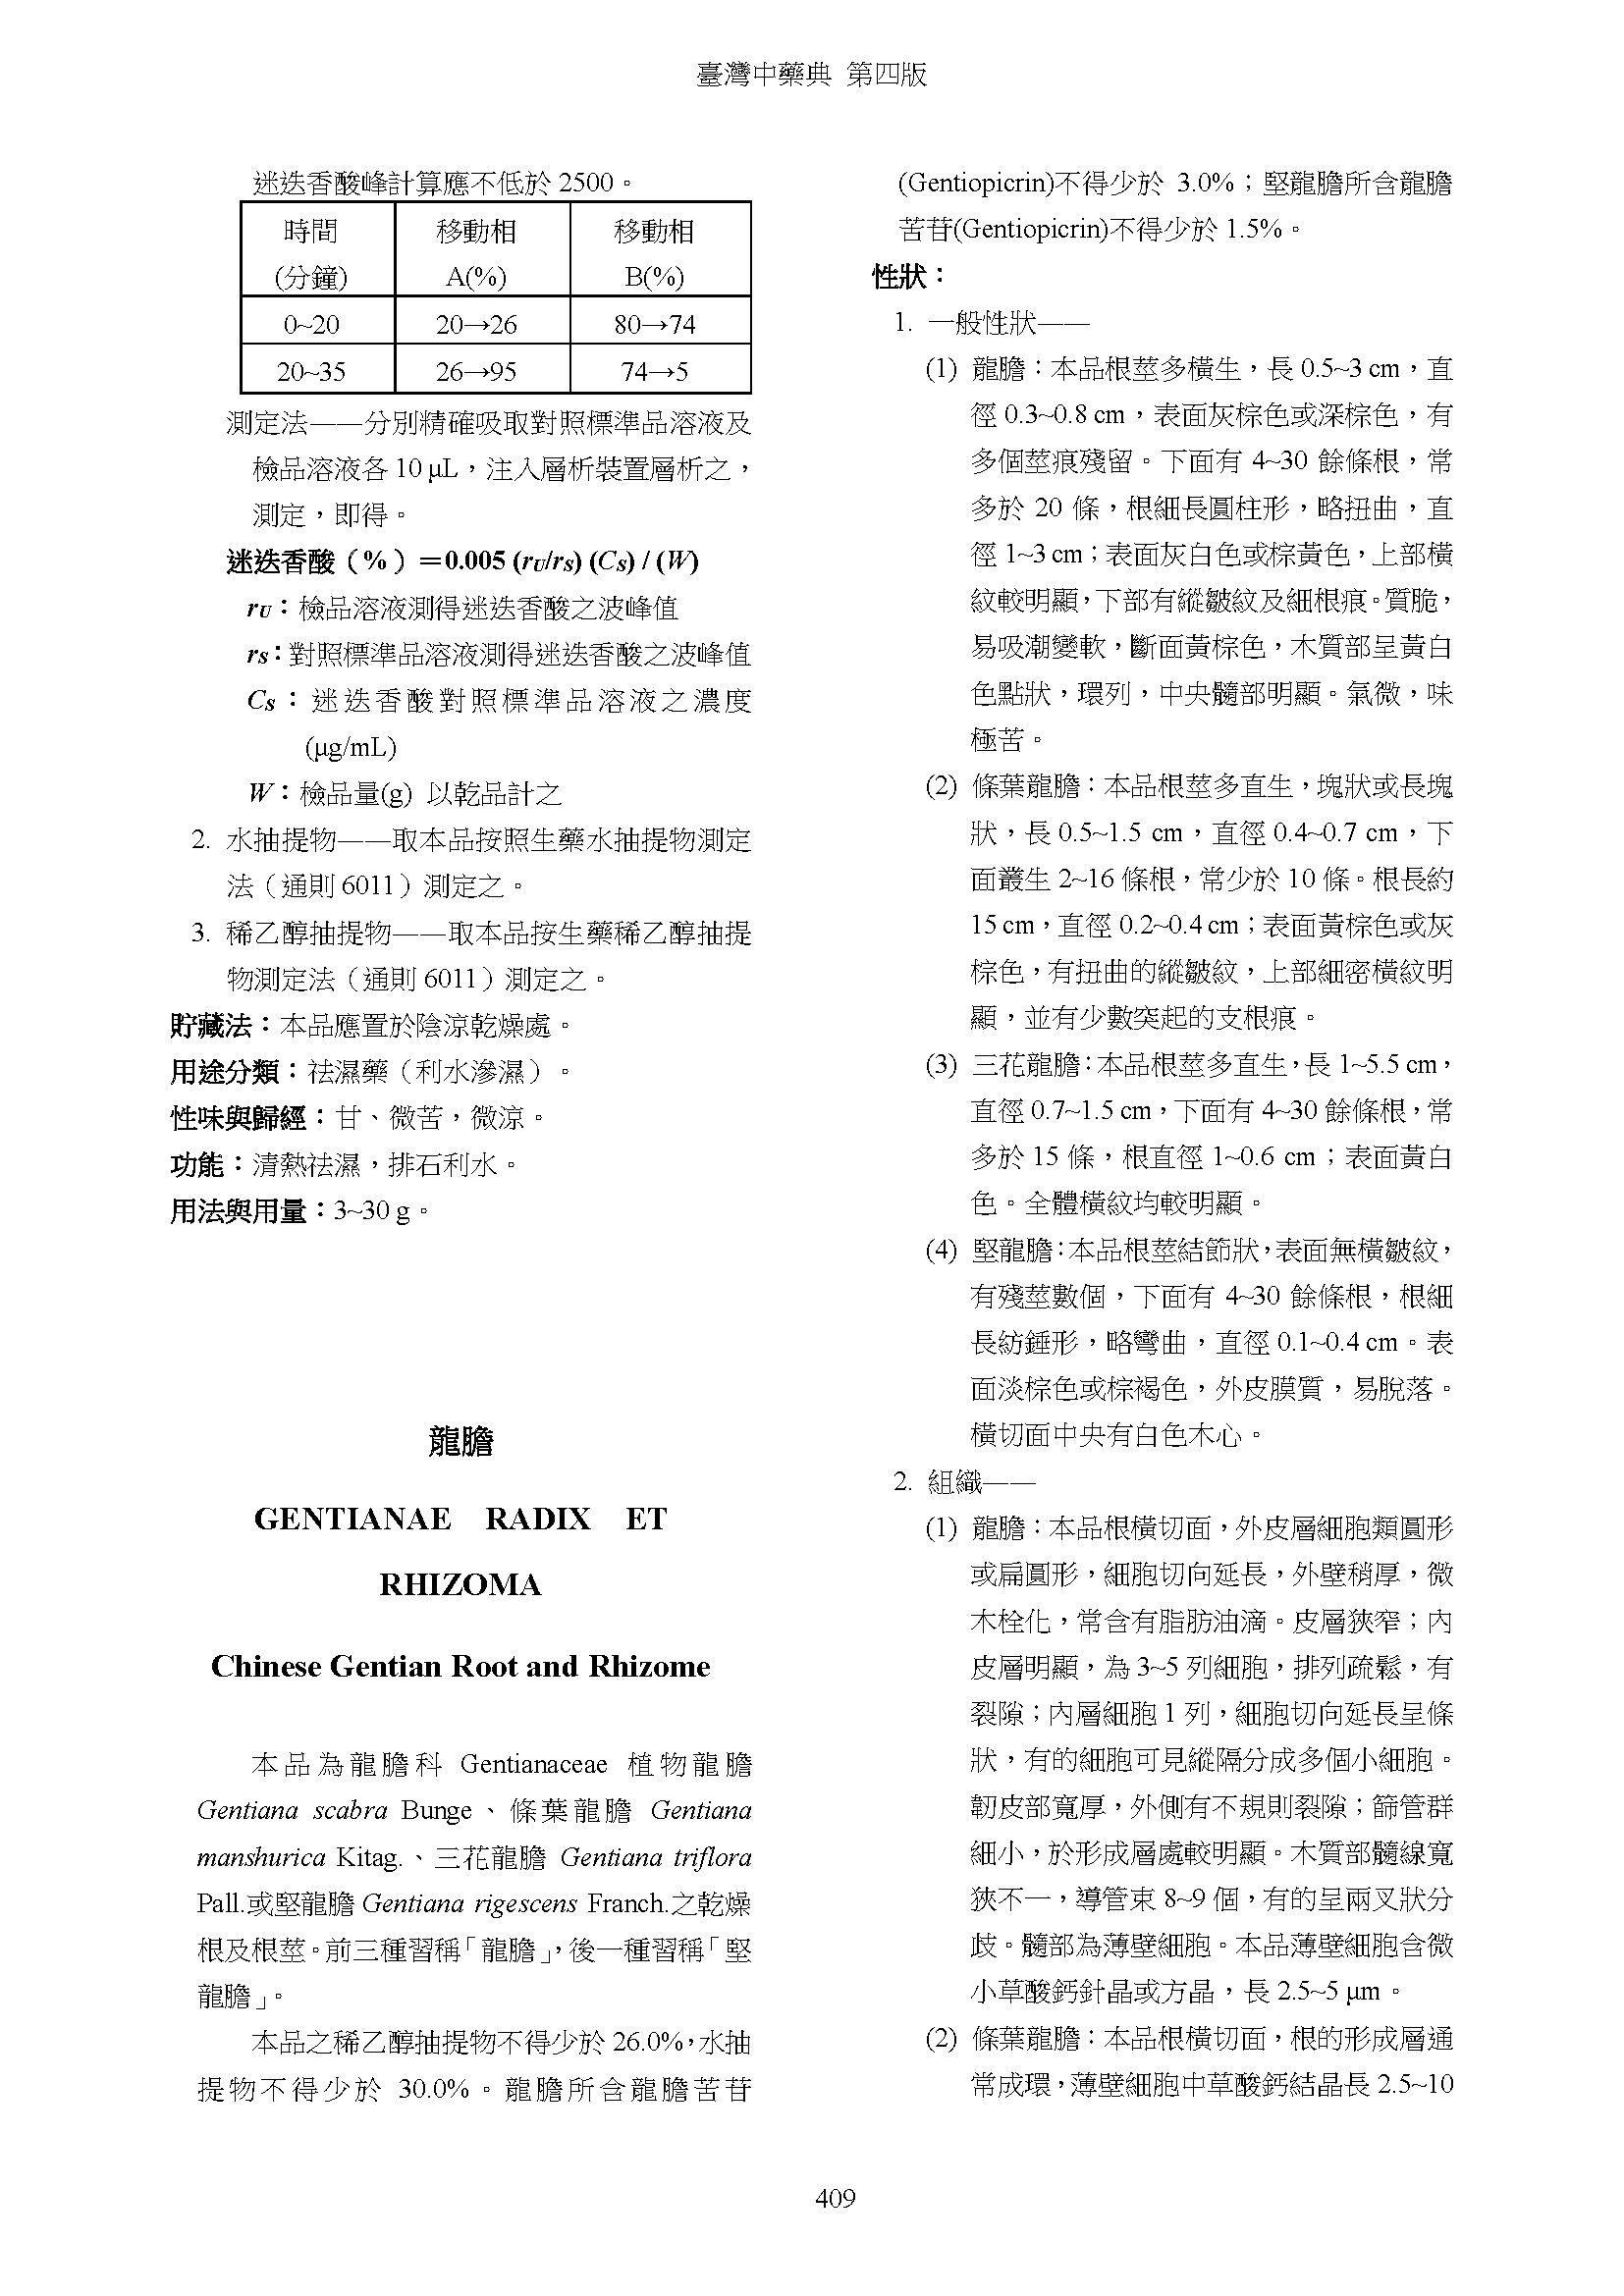 臺灣中藥典 第四版
迷迭香酸峰計算應不低於 2500。
時間 移動相 移動相
(分鐘) A(%) B(%)
0~20 20→26 80→74
20~35 26→95 74→5
測定法——分別精確吸取對照標準品溶液及
檢品溶液各 10 μL，注入層析裝置層析之，
測定，即得。
迷迭香酸（%）＝0.005 (rU/rS) (CS) / (W)
rU：檢品溶液測得迷迭香酸之波峰值
rS：對照標準品溶液測得迷迭香酸之波峰值
CS：迷迭香酸對照標準品溶液之濃度
(μg/mL)
W：檢品量(g) 以乾品計之
2. 水抽提物——取本品按照生藥水抽提物測定
法（通則 6011）測定之。
3. 稀乙醇抽提物——取本品按生藥稀乙醇抽提
物測定法（通則 6011）測定之。
貯藏法：本品應置於陰涼乾燥處。
用途分類：祛濕藥（利水滲濕）。
性味與歸經：甘、微苦，微涼。
功能：清熱祛濕，排石利水。
用法與用量：3~30 g。
龍膽
GENTIANAE RADIX ET
RHIZOMA
Chinese Gentian Root and Rhizome
本品為龍膽科 Gentianaceae 植物龍膽
Gentiana scabra Bunge、條葉龍膽 Gentiana
manshurica Kitag.、三花龍膽 Gentiana triflora
Pall.或堅龍膽 Gentiana rigescens Franch.之乾燥
根及根莖。前三種習稱「龍膽」，後一種習稱「堅
龍膽」。
本品之稀乙醇抽提物不得少於 26.0%，水抽
提物不得少於 30.0%。龍膽所含龍膽苦苷
(Gentiopicrin)不得少於 3.0%；堅龍膽所含龍膽
苦苷(Gentiopicrin)不得少於 1.5%。
性狀：
1. 一般性狀——
(1) 龍膽：本品根莖多橫生，長 0.5~3 cm，直
徑 0.3~0.8 cm，表面灰棕色或深棕色，有
多個莖痕殘留。下面有 4~30 餘條根，常
多於 20 條，根細長圓柱形，略扭曲，直
徑 1~3 cm；表面灰白色或棕黃色，上部橫
紋較明顯，下部有縱皺紋及細根痕。質脆，
易吸潮變軟，斷面黃棕色，木質部呈黃白
色點狀，環列，中央髓部明顯。氣微，味
極苦。
(2) 條葉龍膽：本品根莖多直生，塊狀或長塊
狀，長 0.5~1.5 cm，直徑 0.4~0.7 cm，下
面叢生 2~16 條根，常少於 10 條。根長約
15 cm，直徑 0.2~0.4 cm；表面黃棕色或灰
棕色，有扭曲的縱皺紋，上部細密橫紋明
顯，並有少數突起的支根痕。
(3) 三花龍膽：本品根莖多直生，長 1~5.5 cm，
直徑 0.7~1.5 cm，下面有 4~30 餘條根，常
多於 15 條，根直徑 1~0.6 cm；表面黃白
色。全體橫紋均較明顯。
(4) 堅龍膽：本品根莖結節狀，表面無橫皺紋，
有殘莖數個，下面有 4~30 餘條根，根細
長紡錘形，略彎曲，直徑 0.1~0.4 cm。表
面淡棕色或棕褐色，外皮膜質，易脫落。
橫切面中央有白色木心。
2. 組織——
(1) 龍膽：本品根橫切面，外皮層細胞類圓形
或扁圓形，細胞切向延長，外壁稍厚，微
木栓化，常含有脂肪油滴。皮層狹窄；內
皮層明顯，為 3~5 列細胞，排列疏鬆，有
裂隙；內層細胞 1 列，細胞切向延長呈條
狀，有的細胞可見縱隔分成多個小細胞。
韌皮部寬厚，外側有不規則裂隙；篩管群
細小，於形成層處較明顯。木質部髓線寬
狹不一，導管束 8~9 個，有的呈兩叉狀分
歧。髓部為薄壁細胞。本品薄壁細胞含微
小草酸鈣針晶或方晶，長 2.5~5 μm。
(2) 條葉龍膽：本品根橫切面，根的形成層通
常成環，薄壁細胞中草酸鈣結晶長 2.5~10
409